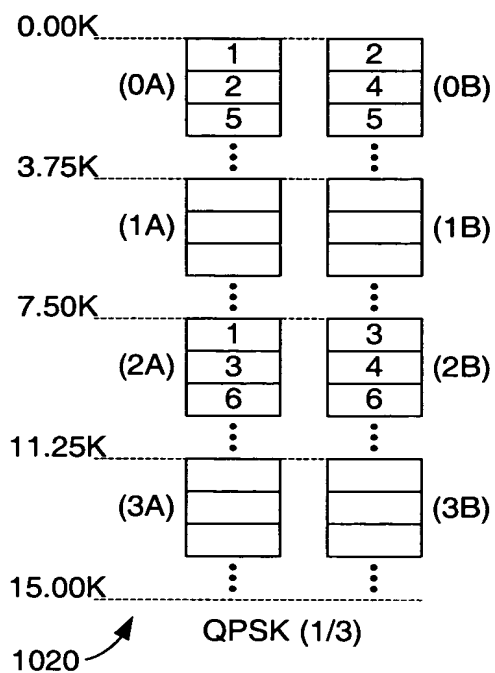 0.00K
1 2
(0A) 2 4 (0B)
5 5
3.75K
(1A) (1B)
7.50K
1 3
(2A) 3 4 (2B)
6 6
11.25K
(3A) (3B)
15.00K
QPSK (1/3)
1020